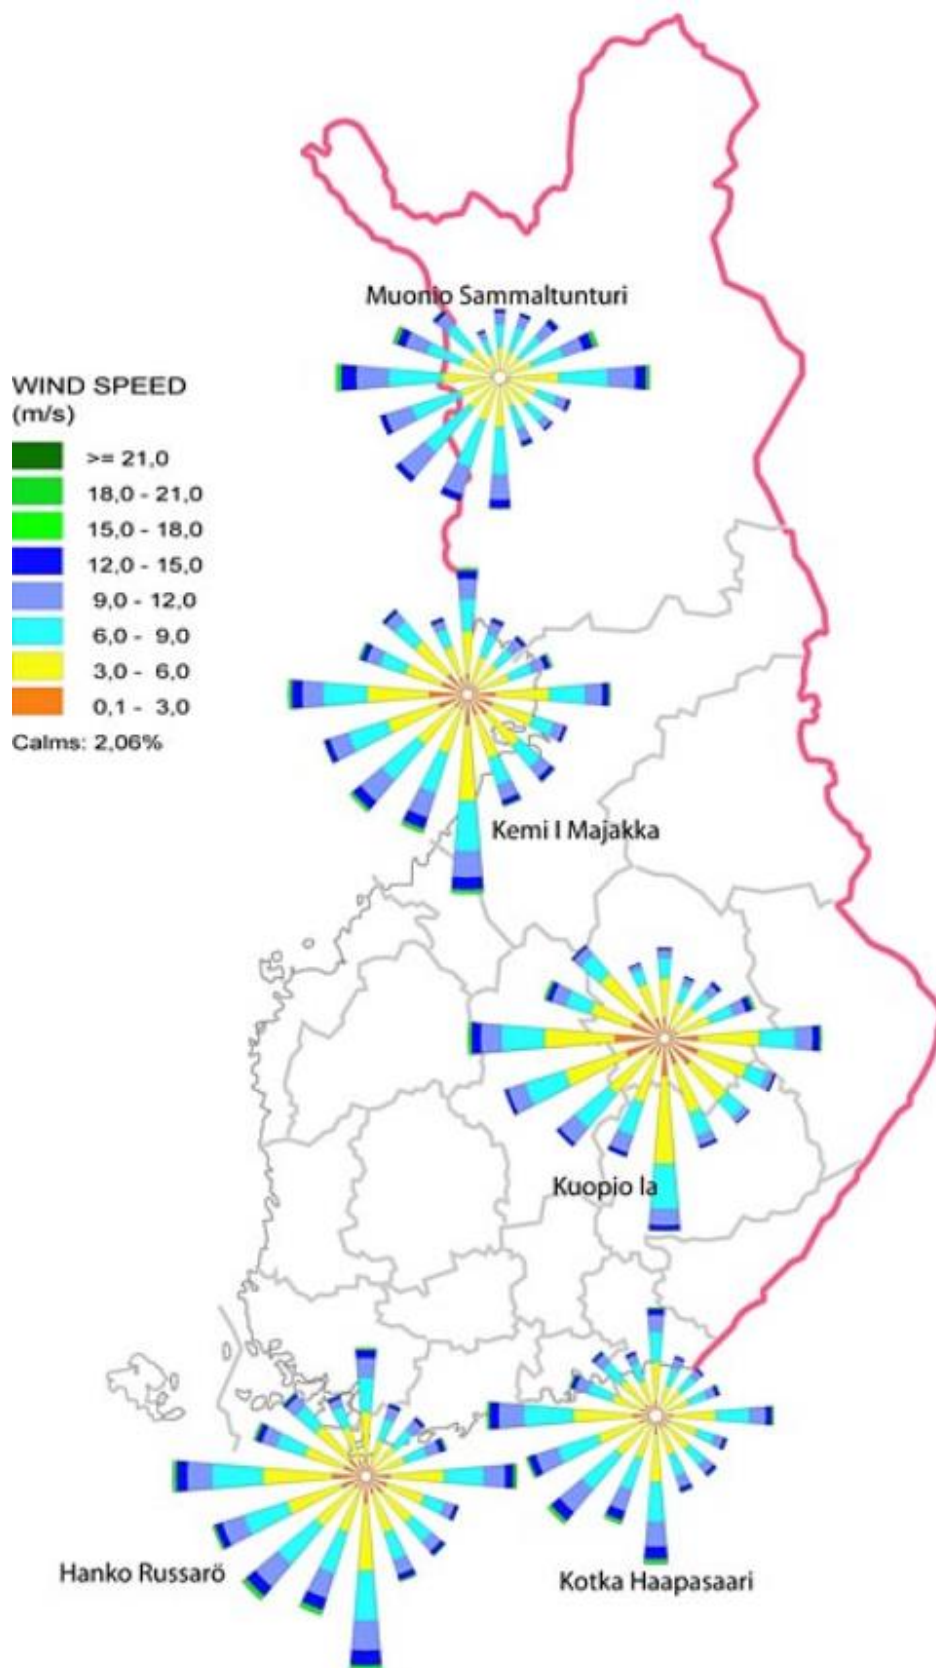 Muonio Sammaltunturi
WIND SPEED
(m/s)
>= 21,0
18,0 - 21,0
15,0 - 18,0
12,0 - 15,0
9,0 - 12,0
6,0 - 9,0
3,0 - 6,0
0,1 - 3,0
Calms: 2,06%
Kemi I Majakka
Kuopio la
Hanko Russarö
Kotka Haapasaari